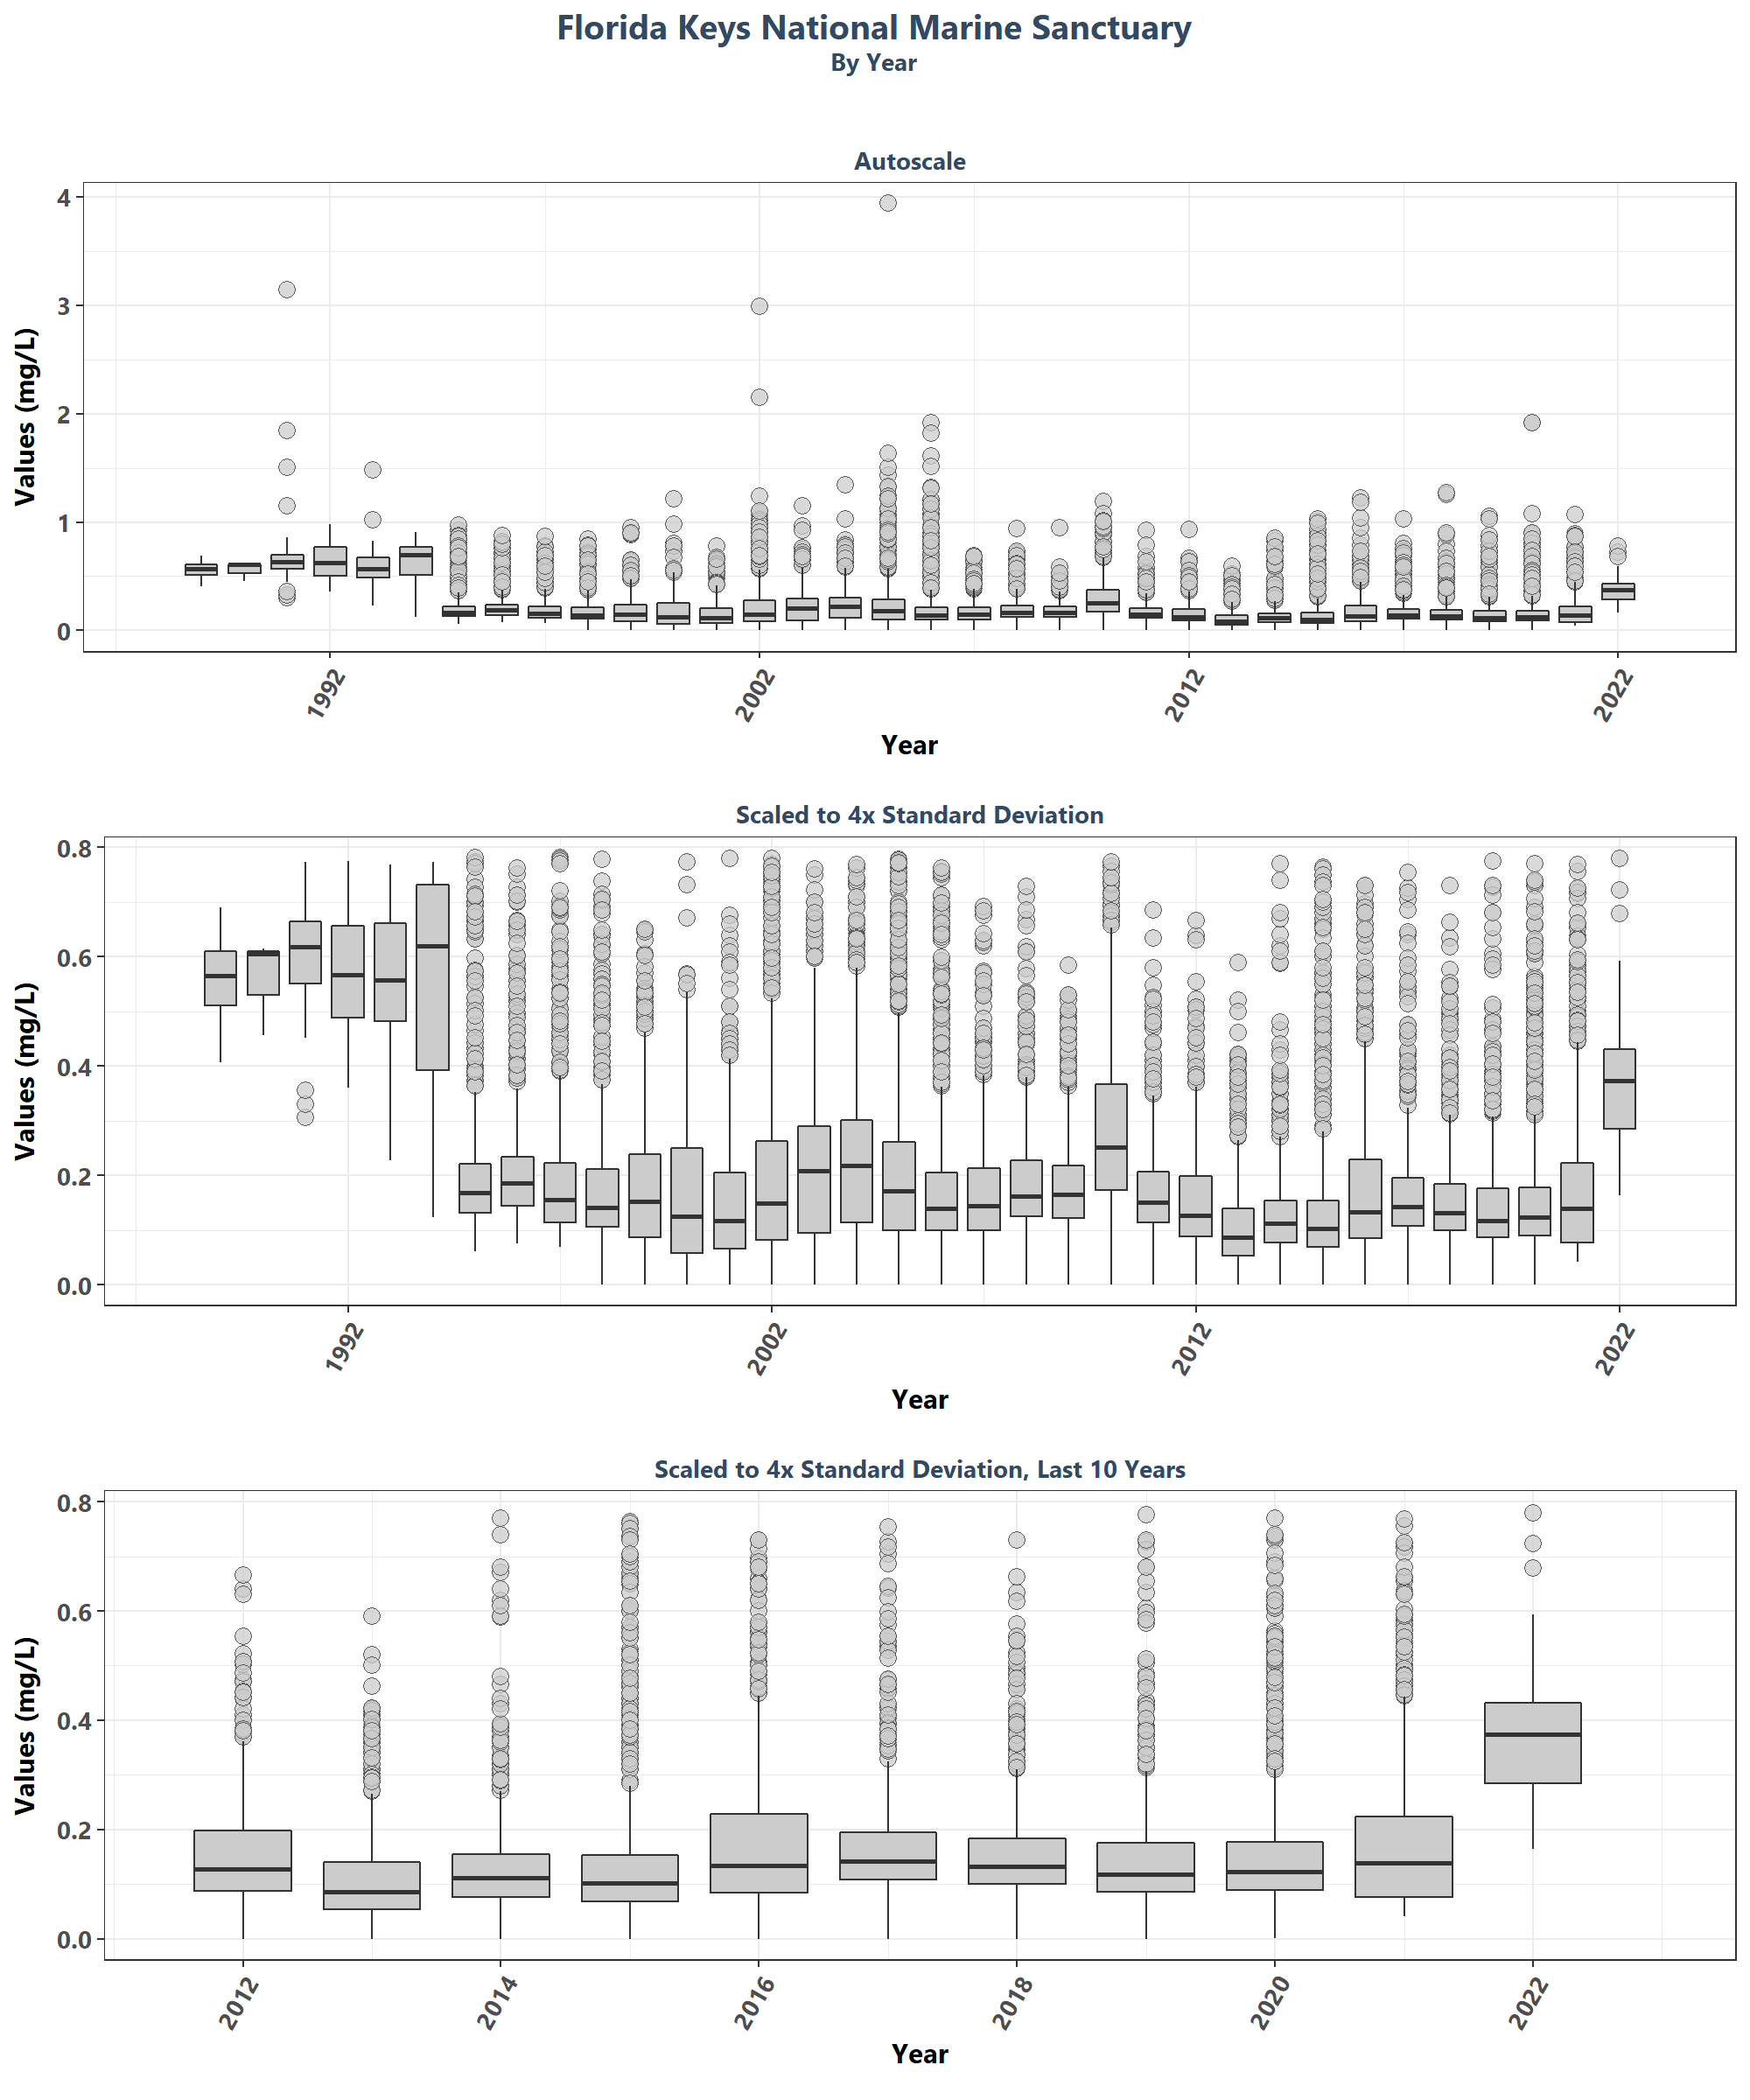 Florida Keys National Marine Sanctuary
By Year
Autoscale
Values (mg/L)
4
3
2
1
0
1992 2002 2012 2022
Year
Scaled to 4x Standard Deviation
Values (mg/L)
0.8
0.6
0.4
0.2
0.0
1992 2002 2012 2022
Year
Scaled to 4x Standard Deviation, Last 10 Years
Values (mg/L)
0.8
0.6
0.4
0.2
0.0
2012 2014 2016 2018 2020 2022
Year